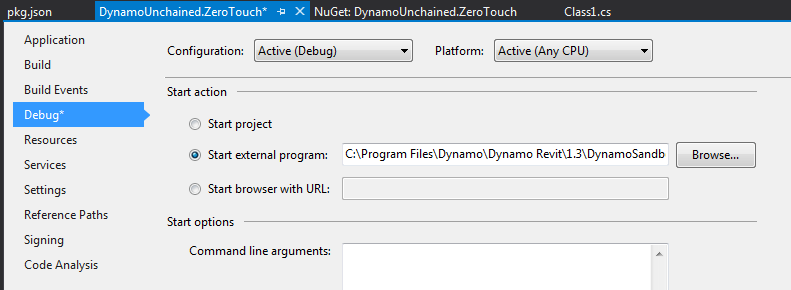 pkg.json DynamoUnchained.ZeroTouch* NuGet: DynamoUnchained.ZeroTouch Class1.cs
Application
Build
Build Events
Debug*
Resources
Services
Settings
Reference Paths
Signing
Code Analysis
Configuration: Active (Debug) Platform: Active (Any CPU)
Start action
Start project
Start external program: C:\Program Files\Dynamo\Dynamo Revit\1.3\DynamoSandb Browse...
Start browser with URL:
Start options
Command line arguments: